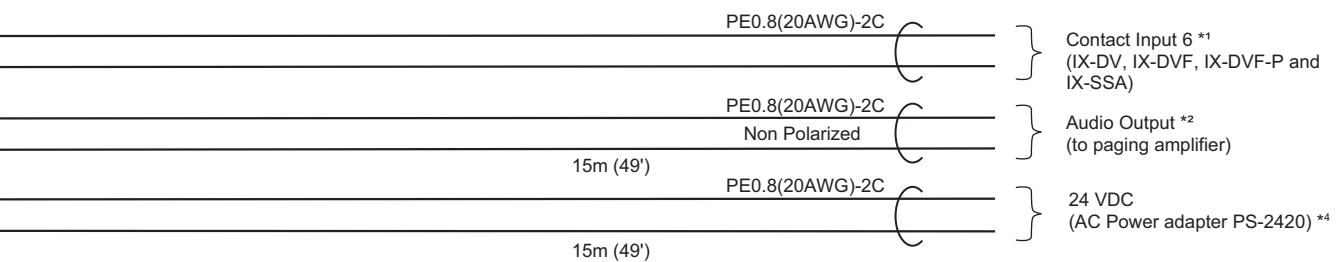 PE0.8(20AWG)-2C
Contact Input 6 *¹
(IX-DV, IX-DVF, IX-DVF-P and
IX-SSA)
PE0.8(20AWG)-2C
Non Polarized
Audio Output *²
(to paging amplifier)
15m (49')
PE0.8(20AWG)-2C
24 VDC
(AC Power adapter PS-2420) *⁴
15m (49')